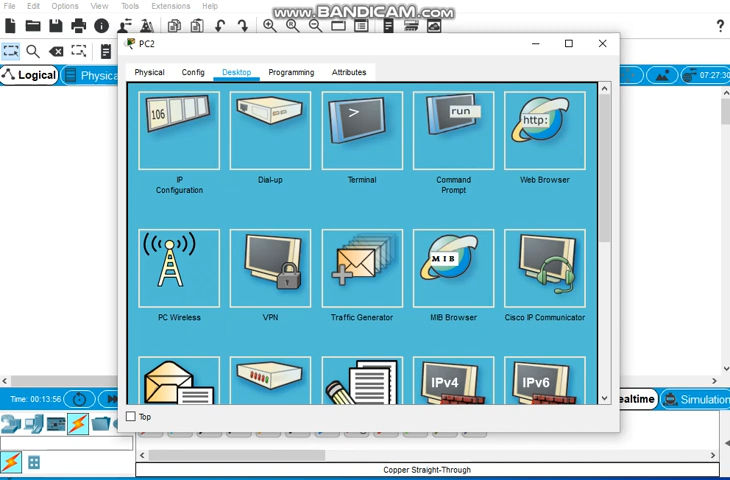 www.BANDICAM.com
File Edit Options View Tools Extensions Help
?
PC2
Logical
Physica
07:27:30
Physical Config Desktop Programming Attributes
106
>
run
http:
IP Configuration
Dial-up
Terminal
Command Prompt
Web Browser
MIB
PC Wireless
VPN
Traffic Generator
MIB Browser
Cisco IP Communicator
IPv4
IPv6
Time: 00:13:56
Realtime
Simulation
Top
Copper Straight-Through